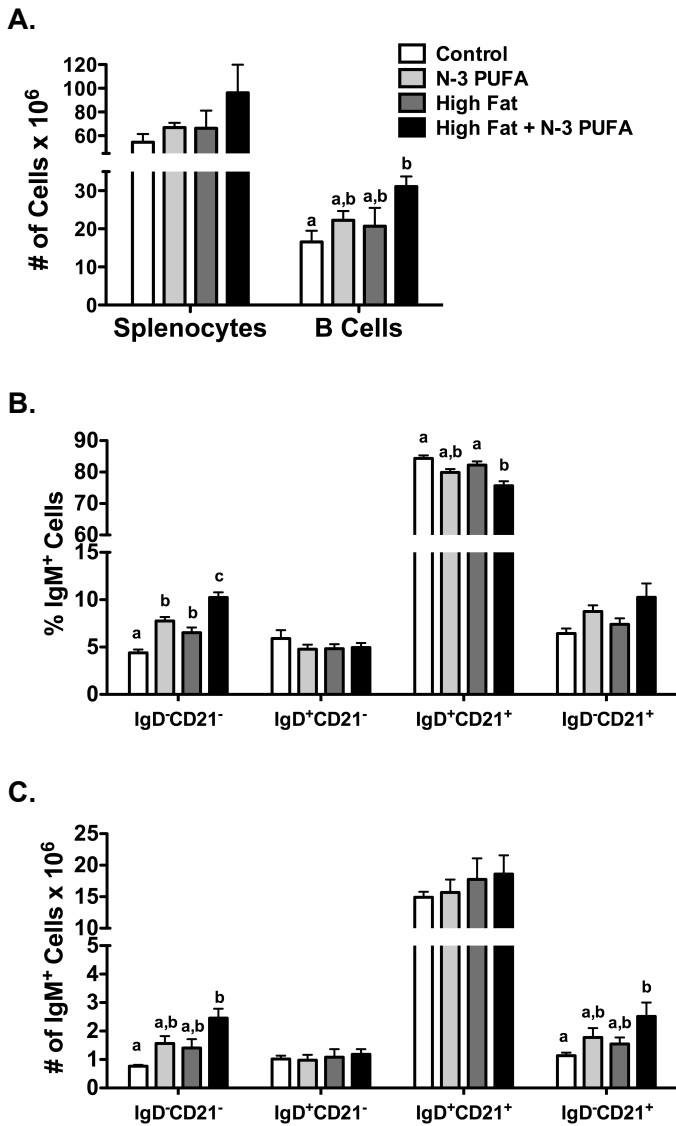 A.
Control
N-3 PUFA
High Fat
High Fat + N-3 PUFA
# of Cells x 10⁶
120
100
80
60
30
20
10
0
a
a,b
a,b
b
Splenocytes
B Cells
B.
% IgM⁺ Cells
90
80
70
60
15
10
5
0
a
b
b
c
a
a,b
a
b
IgD⁻CD21⁻
IgD⁺CD21⁻
IgD⁺CD21⁺
IgD⁻CD21⁺
C.
# of IgM⁺ Cells x 10⁶
25
20
15
10
5
4
3
2
1
0
a
a,b
a,b
b
a
a,b
a,b
b
IgD⁻CD21⁻
IgD⁺CD21⁻
IgD⁺CD21⁺
IgD⁻CD21⁺